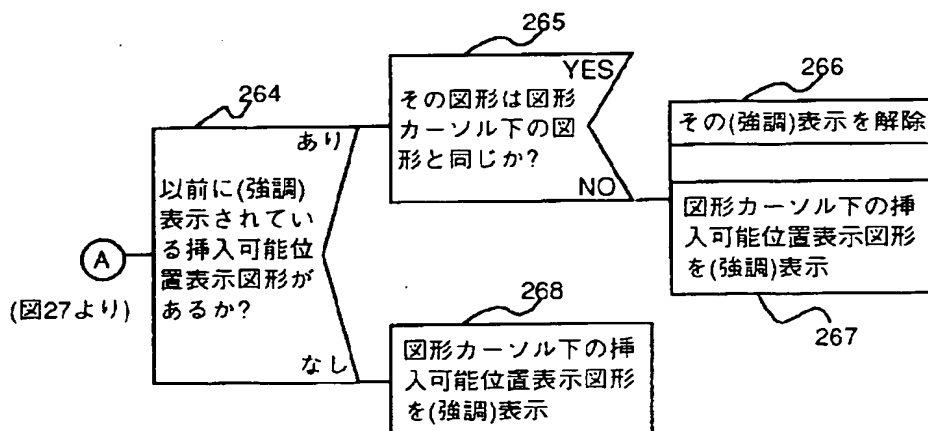 264
あり
以前に(強調)
表示されてい
る挿入可能位
置表示図形が
あるか?
なし
A
(図27より)
265
YES
その図形は図形
カーソル下の図
形と同じか?
NO
266
その(強調)表示を解除
図形カーソル下の挿
入可能位置表示図形
を(強調)表示
267
268
図形カーソル下の挿
入可能位置表示図形
を(強調)表示